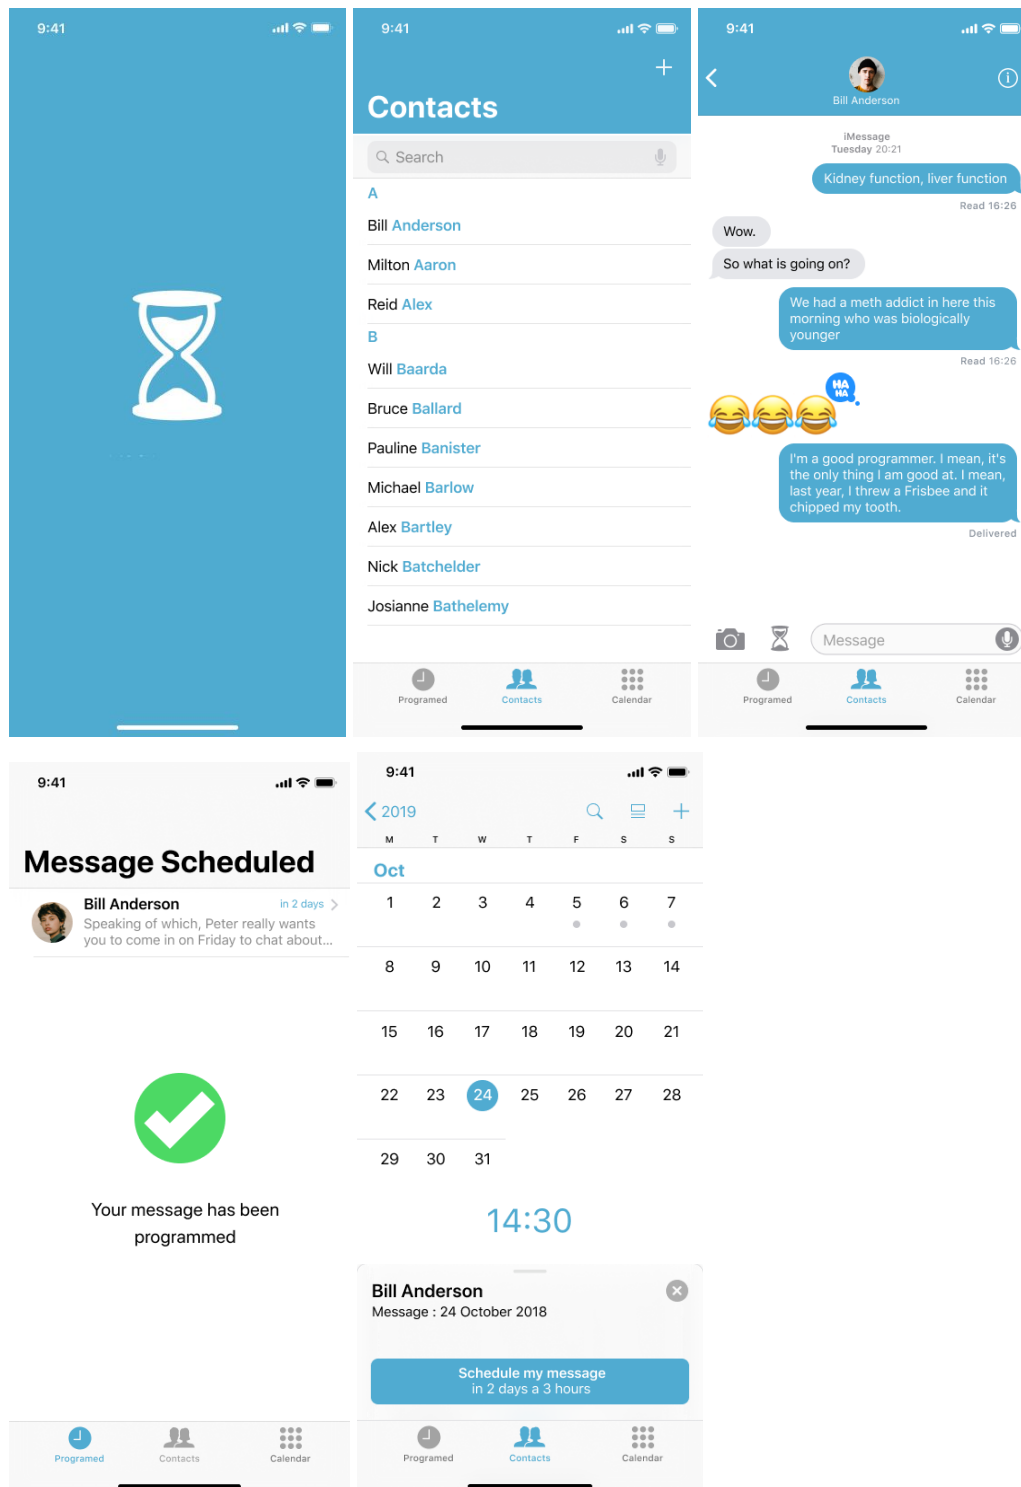 9:41
9:41
Contacts
Search
A
Bill Anderson
Milton Aaron
Reid Alex
B
Will Baarda
Bruce Ballard
Pauline Banister
Michael Barlow
Alex Bartley
Nick Batchelder
Josianne Bathelemy
Programed Contacts Calendar
9:41
Bill Anderson
iMessage
Tuesday 20:21
Kidney function, liver function
Read 16:26
Wow.
So what is going on?
We had a meth addict in here this
morning who was biologically
younger
Read 16:26
HA
HA
I'm a good programmer. I mean, it's
the only thing I am good at. I mean,
last year, I threw a Frisbee and it
chipped my tooth.
Delivered
Message
Programed Contacts Calendar
9:41
Message Scheduled
Bill Anderson in 2 days
Speaking of which, Peter really wants
you to come in on Friday to chat about...
Your message has been
programmed
Programed Contacts Calendar
9:41
2019
M T W T F S S
Oct
1 2 3 4 5 6 7
8 9 10 11 12 13 14
15 16 17 18 19 20 21
22 23 24 25 26 27 28
29 30 31
14:30
Bill Anderson
Message : 24 October 2018
Schedule my message
in 2 days a 3 hours
Programed Contacts Calendar